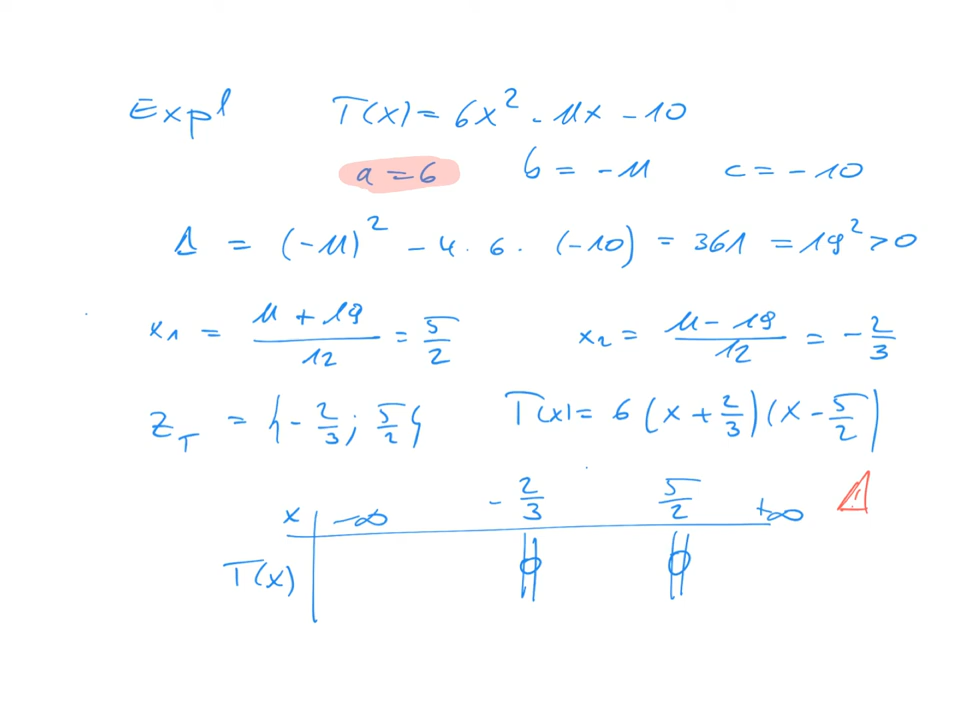 Expl T(x) = 6x² - 11x - 10
a = 6 b = -11 c = -10
Δ = (-11)² - 4 · 6 · (-10) = 361 = 19² > 0
x₁ = (11 + 19)/12 = 5/2 x₂ = (11 - 19)/12 = -2/3
Z_T = {-2/3 ; 5/2} T(x) = 6 (x + 2/3) (x - 5/2)
x -∞ -2/3 5/2 +∞
T(x) 0 0